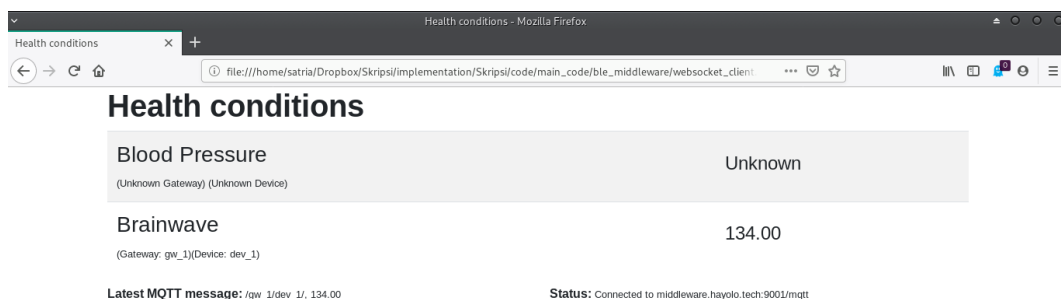 Health conditions - Mozilla Firefox
Health conditions
file:///home/satria/Dropbox/Skripsi/implementation/Skripsi/code/main_code/ble_middleware/websocket_client
0
Health conditions
Blood Pressure
Unknown
(Unknown Gateway) (Unknown Device)
Brainwave
134.00
(Gateway: gw_1)(Device: dev_1)
Latest MQTT message: /gw_1/dev_1/, 134.00 Status: Connected to middleware.hayolo.tech:9001/mqtt